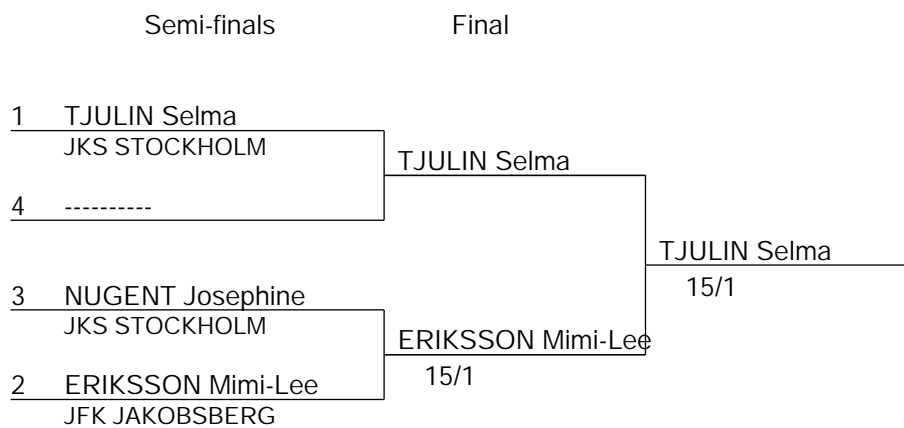 Semi-finals Final
1 TJULIN Selma
JKS STOCKHOLM
TJULIN Selma
4 ----------
TJULIN Selma
15/1
3 NUGENT Josephine
JKS STOCKHOLM
ERIKSSON Mimi-Lee
15/1
2 ERIKSSON Mimi-Lee
JFK JAKOBSBERG